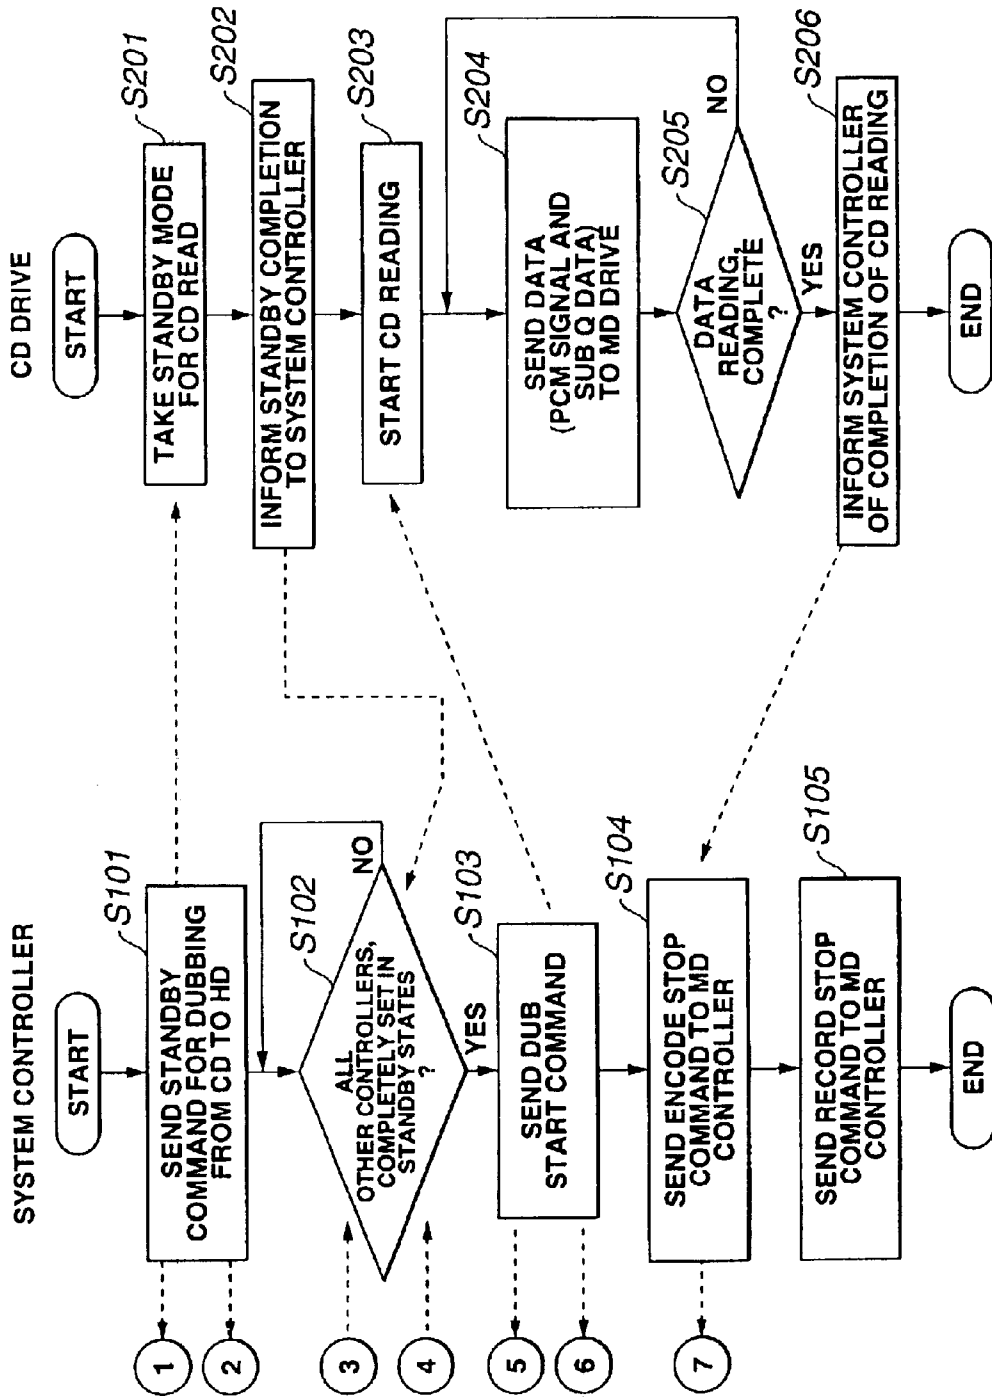 SYSTEM CONTROLLER
START
S101
SEND STANDBY
COMMAND FOR DUBBING
FROM CD TO HD
1
2
S102
ALL
OTHER CONTROLLERS,
COMPLETELY SET IN
STANDBY STATES
?
NO
YES
3
4
S103
SEND DUB
START COMMAND
5
6
S104
SEND ENCODE STOP
COMMAND TO MD
CONTROLLER
7
S105
SEND RECORD STOP
COMMAND TO MD
CONTROLLER
END
CD DRIVE
START
S201
TAKE STANDBY MODE
FOR CD READ
S202
INFORM STANDBY COMPLETION
TO SYSTEM CONTROLLER
S203
START CD READING
S204
SEND DATA
(PCM SIGNAL AND
SUB Q DATA)
TO MD DRIVE
S205
DATA
READING,
COMPLETE
?
NO
YES
S206
INFORM SYSTEM CONTROLLER
OF COMPLETION OF CD READING
END